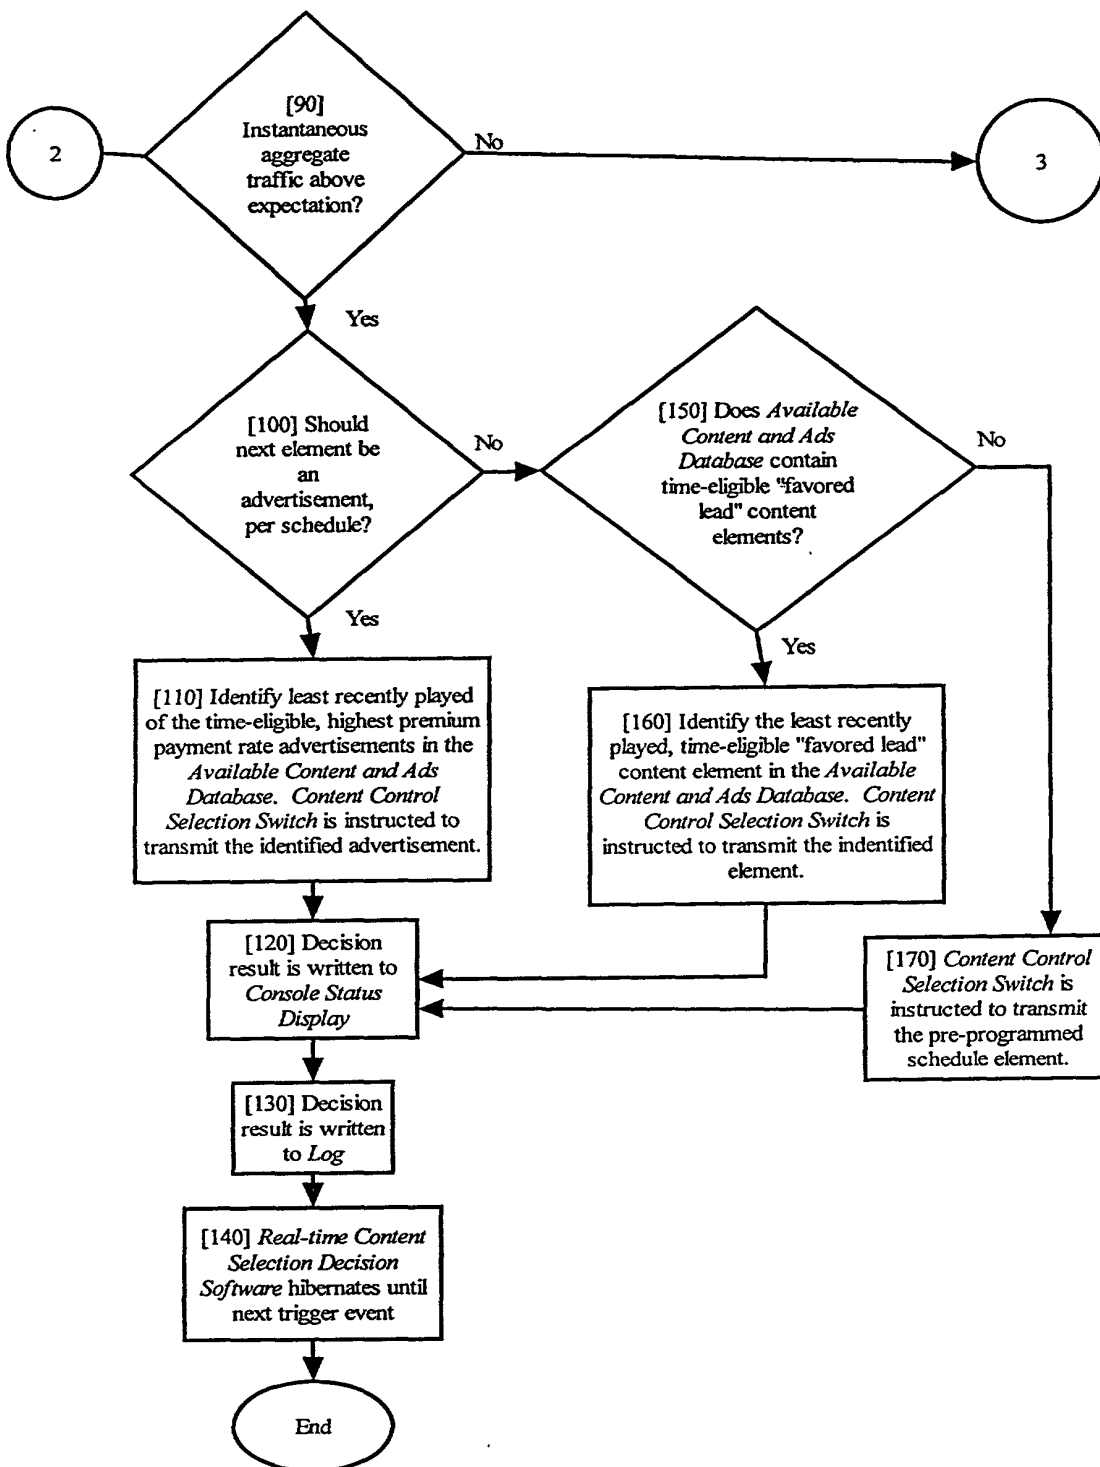 2
[90]
Instantaneous
aggregate
traffic above
expectation?
No
3
Yes
[100] Should
next element be
an
advertisement,
per schedule?
No
[150] Does Available
Content and Ads
Database contain
time-eligible "favored
lead" content
elements?
No
Yes
Yes
[110] Identify least recently played
of the time-eligible, highest premium
payment rate advertisements in the
Available Content and Ads
Database. Content Control
Selection Switch is instructed to
transmit the identified advertisement.
[160] Identify the least recently
played, time-eligible "favored lead"
content element in the Available
Content and Ads Database. Content
Control Selection Switch is
instructed to transmit the indentified
element.
[120] Decision
result is written to
Console Status
Display
[170] Content Control
Selection Switch is
instructed to transmit
the pre-programmed
schedule element.
[130] Decision
result is written
to Log
[140] Real-time Content
Selection Decision
Software hibernates until
next trigger event
End